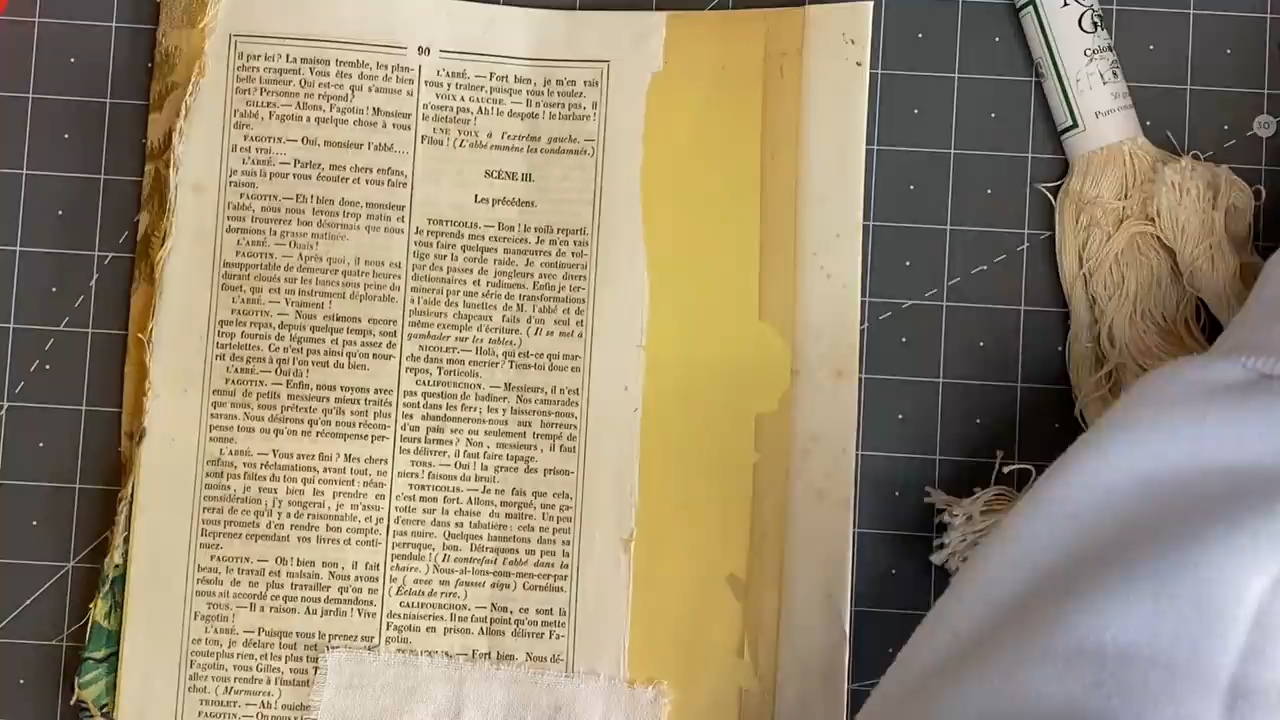 90
il par ici? La maison tremble, les plan-
chers craquent. Vous êtes donc de bien
belle humeur. Qui est-ce qui s'amuse si
fort? Personne ne répond?
GILLES. — Allons, Fagotin! Monsieur
l'abbé, Fagotin a quelque chose à vous
dire.
FAGOTIN. — Oui, monsieur l'abbé....
il est vrai....
L'ABBÉ. — Parlez, mes chers enfans,
je suis là pour vous écouter et vous faire
raison.
FAGOTIN. — Eh! bien donc, monsieur
l'abbé, nous nous levons trop matin et
vous trouverez bon désormais que nous
dormions la grasse matinée.
L'ABBÉ. — Ouais!
FAGOTIN. — Après quoi, il nous est
insupportable de demeurer quatre heures
durant cloués sur les bancs sous peine du
fouet, qui est un instrument déplorable.
L'ABBÉ. — Vraiment!
FAGOTIN. — Nous estimons encore
que les repas, depuis quelque temps, sont
trop fournis de légumes et pas assez de
tartelettes. Ce n'est pas ainsi qu'on nour-
rit des gens à qui l'on veut du bien.
L'ABBÉ. — Oui dà!
FAGOTIN. — Enfin, nous voyons avec
ennui de petits messieurs mieux traités
que nous, sous prétexte qu'ils sont plus
savans. Nous désirons qu'on nous récom-
pense tous ou qu'on ne récompense per-
sonne.
L'ABBÉ. — Vous avez fini? Mes chers
enfans, vos réclamations, avant tout, ne
sont pas faites du ton qui convient: néan-
moins, je veux bien les prendre en
considération; j'y songerai, je m'assu-
rerai de ce qu'il y a de raisonnable, et je
vous promets d'en rendre bon compte.
Reprenez cependant vos livres et conti-
nuez.
FAGOTIN. — Oh! bien non, il fait
beau, le travail est malsain. Nous avons
résolu de ne plus travailler qu'on ne
nous ait accordé ce que nous demandons.
TOUS. — Il a raison. Au jardin! Vive
Fagotin!
L'ABBÉ. — Puisque vous le prenez sur
ce ton, je déclare tout net
coute plus rien, et les plus tur
Fagotin, vous Gilles, vous T
allez vous rendre à l'instant
chot. (Murmures.)
TRIOLET. — Ah! ouiche
FAGOTIN. — On nous y
L'ABBÉ. — Fort bien, je m'en vais
vous y traîner, puisque vous le voulez.
VOIX A GAUCHE. — Il n'osera pas, il
n'osera pas, Ah! le despote! le barbare!
le dictateur!
UNE VOIX à l'extrême gauche. —
Filou! (L'abbé emmène les condamnés.)
SCÈNE III.
Les précédens.
TORTICOLIS. — Bon! le voilà reparti.
Je reprends mes exercices. Je m'en vais
vous faire quelques manœuvres de vol-
tige sur la corde raide. Je continuerai
par des passes de jongleurs avec divers
dictionnaires et rudimens. Enfin je ter-
minerai par une série de transformations
à l'aide des lunettes de M. l'abbé et de
plusieurs chapeaux faits d'un seul et
même exemple d'écriture. (Il se met à
gambader sur les tables.)
NICOLET. — Holà, qui est-ce qui mar-
che dans mon encrier? Tiens-toi donc en
repos, Torticolis.
CALIFOURCHON. — Messieurs, il n'est
pas question de badiner. Nos camarades
sont dans les fers; les y laisserons-nous,
les abandonnerons-nous aux horreurs
d'un pain sec ou seulement trempé de
leurs larmes? Non, messieurs, il faut
les délivrer, il faut faire tapage.
TORS. — Oui! la grace des prison-
niers! faisons du bruit.
TORTICOLIS. — Je ne fais que cela,
c'est mon fort. Allons, morgué, une ga-
votte sur la chaise du maître. Un peu
d'encre dans sa tabatière: cela ne peut
pas nuire. Quelques hannetons dans sa
perruque, bon. Détraquons un peu la
pendule! (Il contrefait l'abbé dans la
chaire.) Nous-al-lons-com-men-cer-par
le (avec un fausset aigu) Cornélius.
(Éclats de rire.)
CALIFOURCHON. — Non, ce sont là
des niaiseries. Il ne faut point qu'on mette
Fagotin en prison. Allons délivrer Fa-
gotin.
— Fort bien. Nous dé-
50 gr
30°